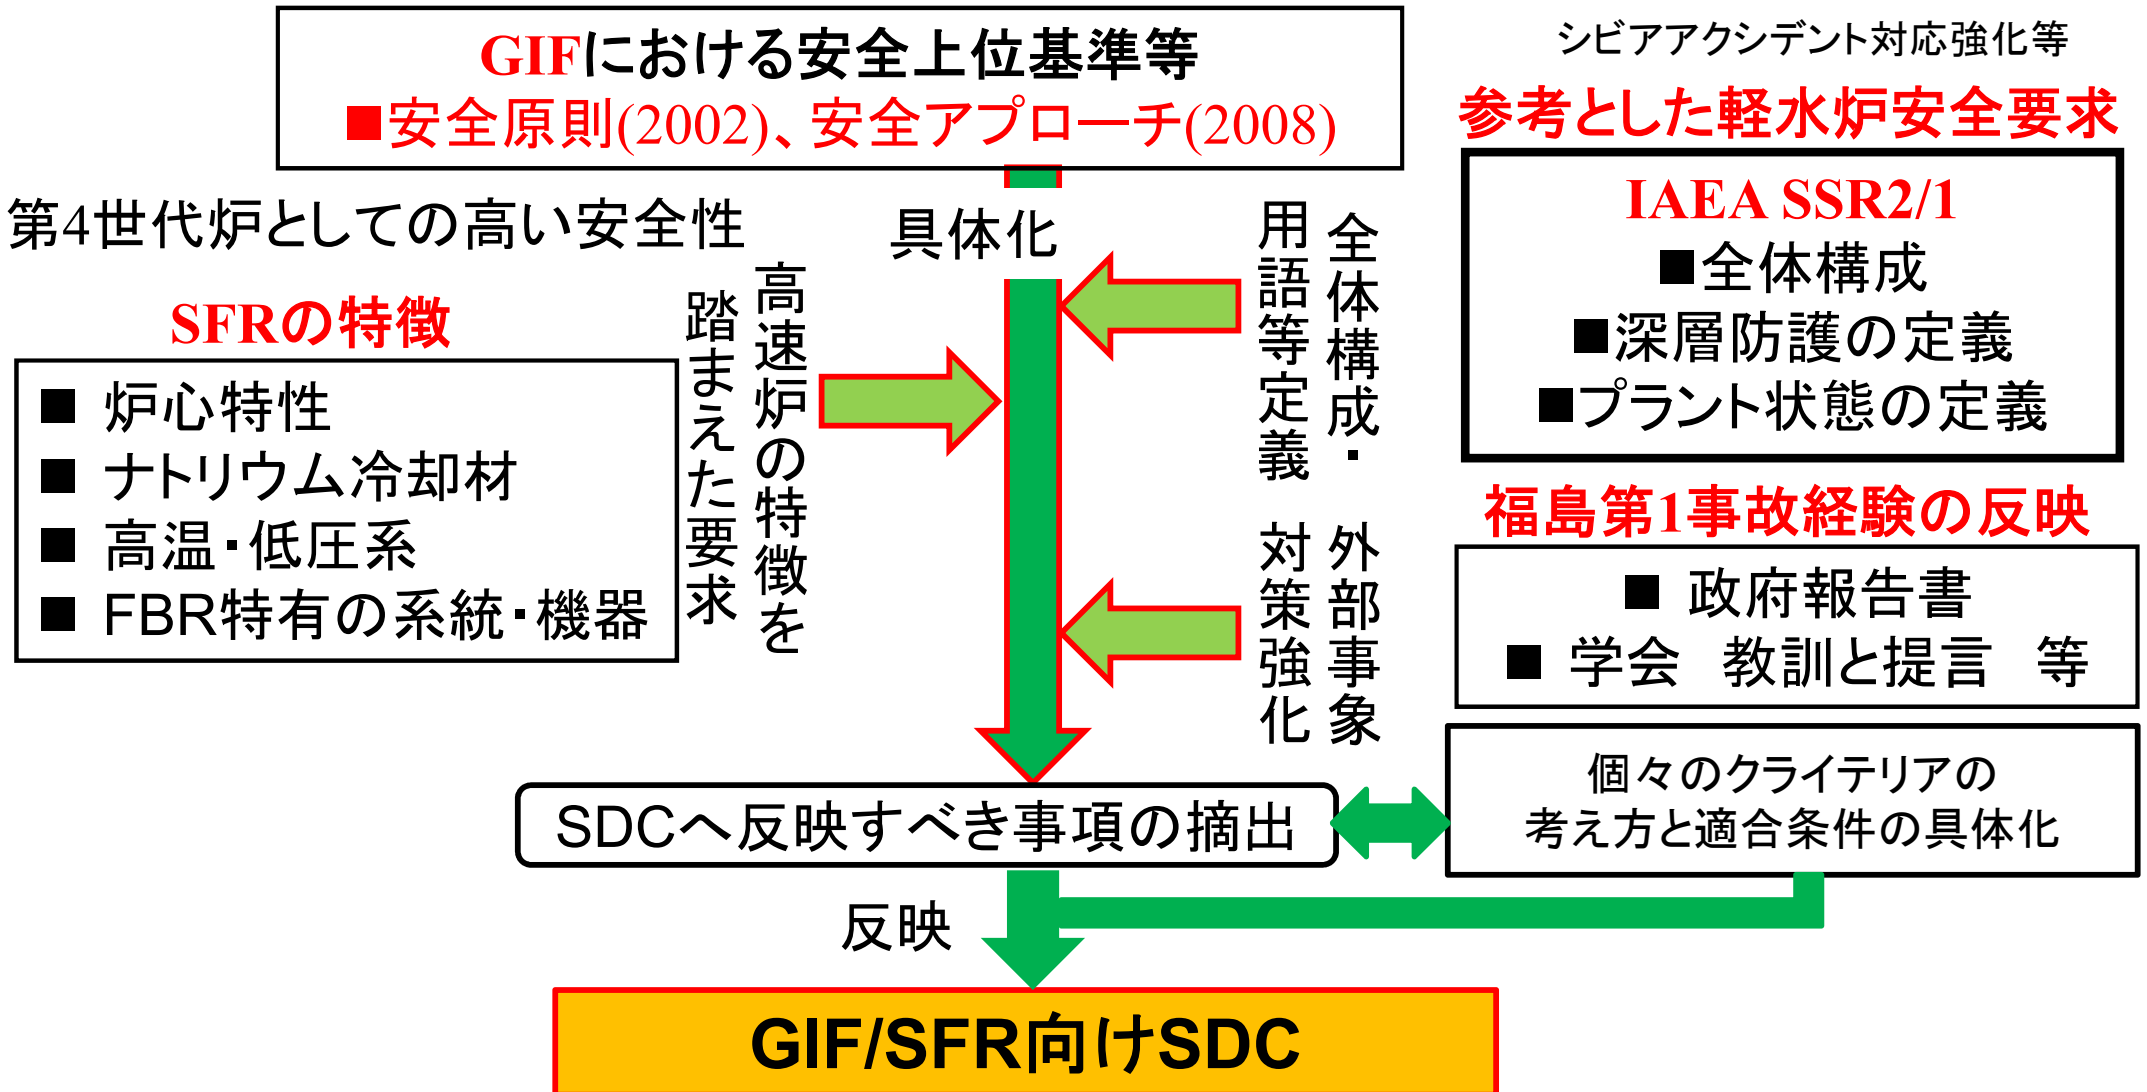 GIFにおける安全上位基準等
■安全原則(2002)、安全アプローチ(2008)
シビアアクシデント対応強化等
参考とした軽水炉安全要求
IAEA SSR2/1
■全体構成
■深層防護の定義
■プラント状態の定義
第4世代炉としての高い安全性
具体化
全体構成・
用語等定義
SFRの特徴
■ 炉心特性
■ ナトリウム冷却材
■ 高温・低圧系
■ FBR特有の系統・機器
高速炉の特徴を
踏まえた要求
福島第1事故経験の反映
■ 政府報告書
■ 学会　教訓と提言　等
外部事象
対策強化
SDCへ反映すべき事項の摘出
個々のクライテリアの
考え方と適合条件の具体化
反映
GIF/SFR向けSDC